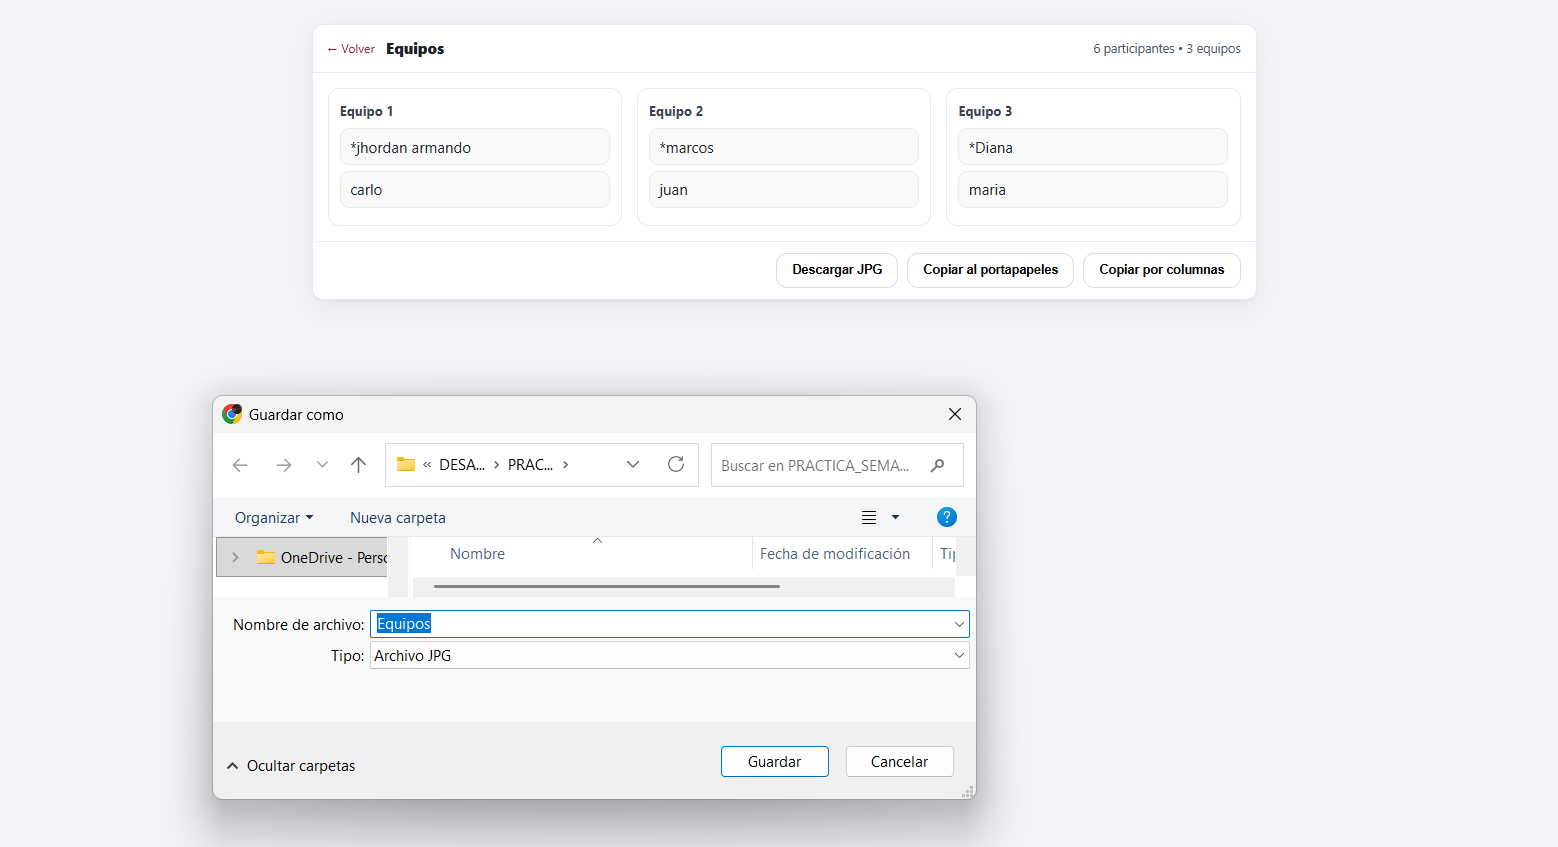 ← Volver Equipos 6 participantes • 3 equipos
Equipo 1 Equipo 2 Equipo 3
*jhordan armando *marcos *Diana
carlo juan maria
Descargar JPG Copiar al portapapeles Copiar por columnas
Guardar como
« DESA... › PRAC... › Buscar en PRACTICA_SEMA...
Organizar Nueva carpeta ?
OneDrive - Perso Nombre Fecha de modificación Tip
Nombre de archivo: Equipos
Tipo: Archivo JPG
Ocultar carpetas Guardar Cancelar